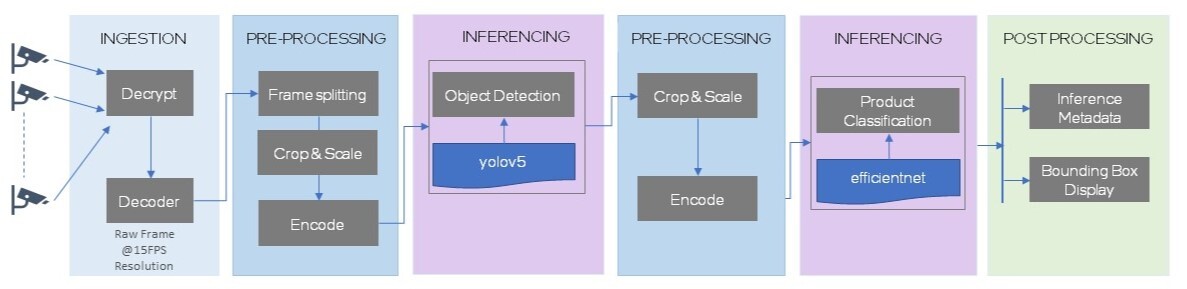 INGESTION
Decrypt
Decoder
Raw Frame
@15FPS
Resolution
PRE-PROCESSING
Frame splitting
Crop & Scale
Encode
INFERENCING
Object Detection
yolov5
PRE-PROCESSING
Crop & Scale
Encode
INFERENCING
Product
Classification
efficientnet
POST PROCESSING
Inference
Metadata
Bounding Box
Display